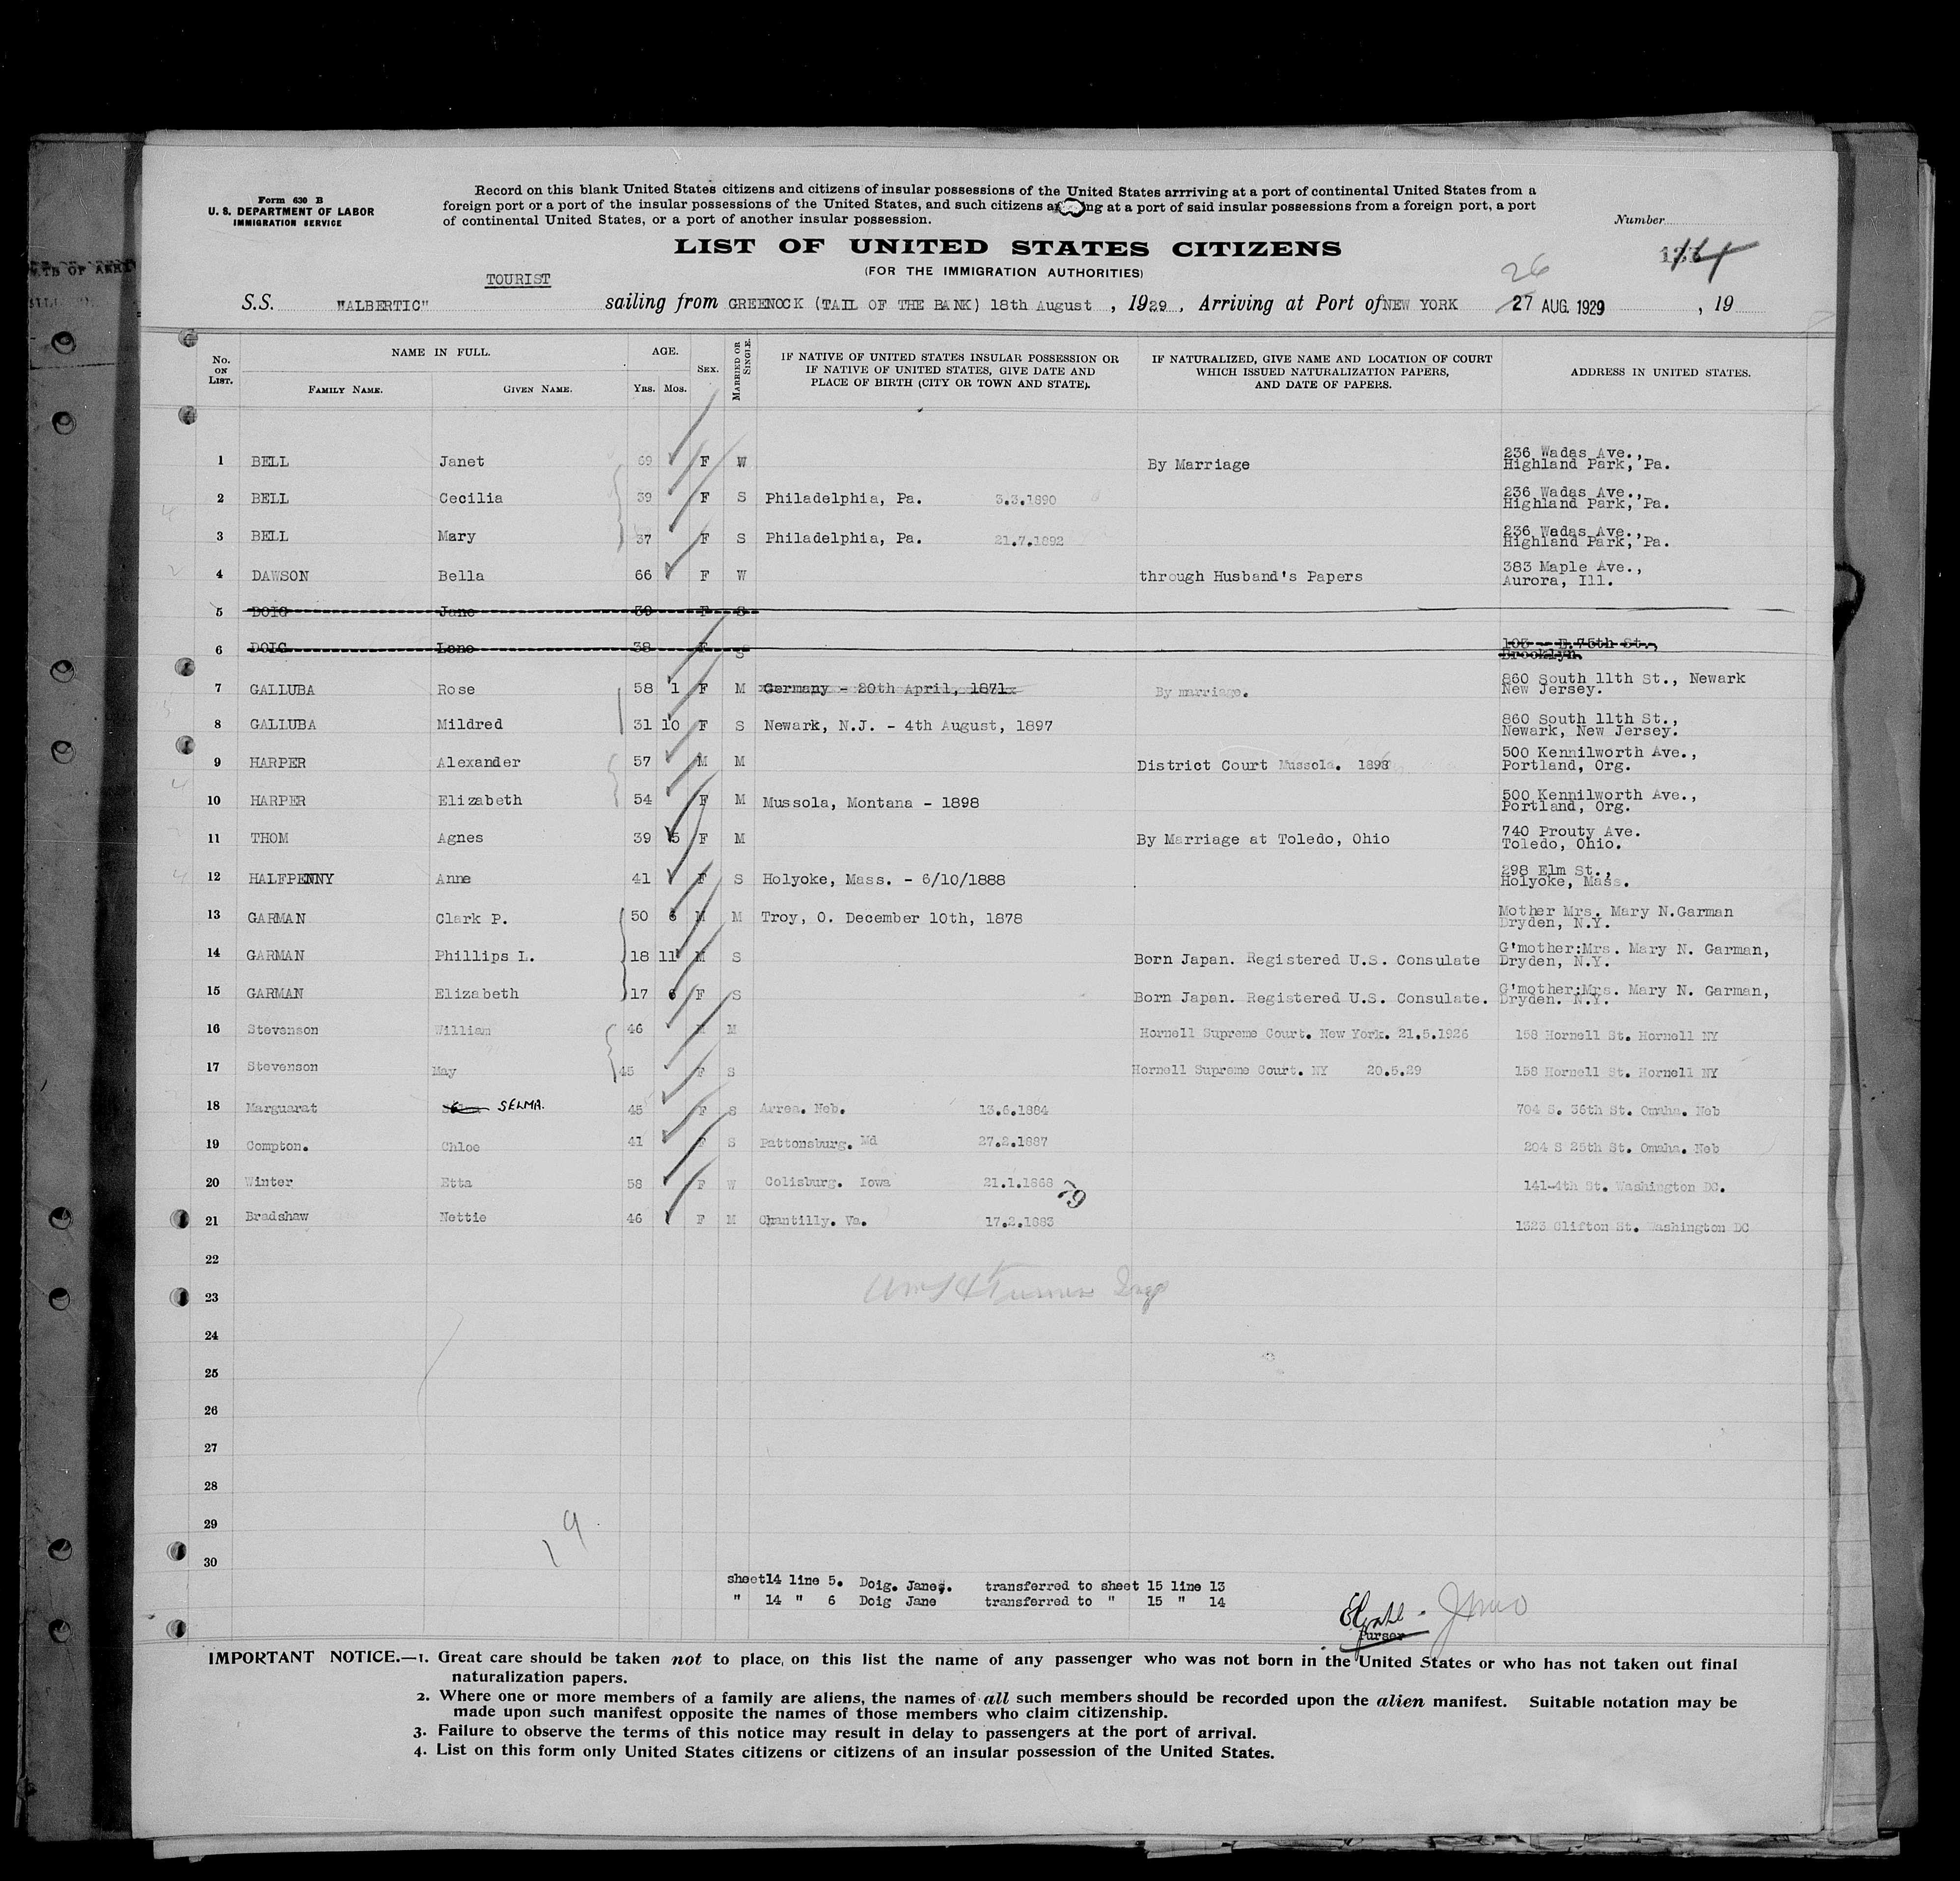 Form 630 B
U. S. DEPARTMENT OF LABOR
IMMIGRATION SERVICE
Record on this blank United States citizens and citizens of insular possessions of the United States arrriving at a port of continental United States from a
foreign port or a port of the insular possessions of the United States, and such citizens ng at a port of said insular possessions from a foreign port, a port
of continental United States, or a port of another insular possession.
Number
LIST OF UNITED STATES CITIZENS
(FOR THE IMMIGRATION AUTHORITIES)
14
TOURIST
26
S.S. "ALBERTIC" sailing from GREENOCK (TAIL OF THE BANK) 18th August , 1929 , Arriving at Port of NEW YORK 27 AUG. 1929 , 19
No. ON LIST. NAME IN FULL. AGE. SEX. MARRIED OR SINGLE. IF NATIVE OF UNITED STATES INSULAR POSSESSION OR IF NATIVE OF UNITED STATES, GIVE DATE AND PLACE OF BIRTH (CITY OR TOWN AND STATE). IF NATURALIZED, GIVE NAME AND LOCATION OF COURT WHICH ISSUED NATURALIZATION PAPERS, AND DATE OF PAPERS. ADDRESS IN UNITED STATES.
FAMILY NAME. GIVEN NAME. YRS. MOS.
1 BELL Janet 69 F W By Marriage 236 Wadas Ave., Highland Park, Pa.
2 BELL Cecilia 39 F S Philadelphia, Pa. 3.3.1890 236 Wadas Ave., Highland Park, Pa.
3 BELL Mary 37 F S Philadelphia, Pa. 21.7.1892 236 Wadas Ave., Highland Park, Pa.
4 DAWSON Bella 66 F W through Husband's Papers 383 Maple Ave., Aurora, Ill.
5 DOIG Jane 39 F S
6 DOIG Lene 38 F S 103 - E.75th St., Brooklyn.
7 GALLUBA Rose 58 1 F M Germany - 20th April, 1871 By marriage. 860 South 11th St., Newark New Jersey.
8 GALLUBA Mildred 31 10 F S Newark, N.J. - 4th August, 1897 860 South 11th St., Newark, New Jersey.
9 HARPER Alexander 57 M M District Court Mussola. 1898 500 Kennilworth Ave., Portland, Org.
10 HARPER Elizabeth 54 F M Mussola, Montana - 1898 500 Kennilworth Ave., Portland, Org.
11 THOM Agnes 39 5 F M By Marriage at Toledo, Ohio 740 Prouty Ave. Toledo, Ohio.
12 HALFPENNY Anne 41 F S Holyoke, Mass. - 6/10/1888 298 Elm St., Holyoke, Mass.
13 GARMAN Clark P. 50 6 M M Troy, O. December 10th, 1878 Mother Mrs. Mary N.Garman Dryden, N.Y.
14 GARMAN Phillips L. 18 11 M S Born Japan. Registered U.S. Consulate G'mother:Mrs. Mary N. Garman, Dryden, N.Y.
15 GARMAN Elizabeth 17 6 F S Born Japan. Registered U.S. Consulate. G'mother:Mrs. Mary N. Garman, Dryden. N.Y.
16 Stevenson William 46 M M Hornell Supreme Court. New York. 21.5.1926 158 Hornell St. Hornell NY
17 Stevenson May 45 F S Hornell Supreme Court. NY 20.5.29 158 Hornell St. Hornell NY
18 Marguarat SELMA. 45 F S Arrea. Neb. 13.6.1884 704 S. 36th St. Omaha. Neb
19 Compton. Chloe 41 F S Pattonsburg. Md 27.2.1887 204 S 25th St. Omaha. Neb
20 Winter Etta 58 F W Colisburg. Iowa 21.1.1868 79 141-4th St. Washington DC.
21 Bradshaw Nettie 46 F M Chantilly. Va. 17.2.1883 1323 Clifton St. Washington DC
22
23
24
25
26
27
28
29
30
19
sheet14 line 5. Doig. Janes. transferred to sheet 15 line 13
" 14 " 6 Doig Jane transferred to " 15 " 14
Purser
IMPORTANT NOTICE.—1. Great care should be taken not to place, on this list the name of any passenger who was not born in the United States or who has not taken out final
naturalization papers.
2. Where one or more members of a family are aliens, the names of all such members should be recorded upon the alien manifest. Suitable notation may be
made upon such manifest opposite the names of those members who claim citizenship.
3. Failure to observe the terms of this notice may result in delay to passengers at the port of arrival.
4. List on this form only United States citizens or citizens of an insular possession of the United States.